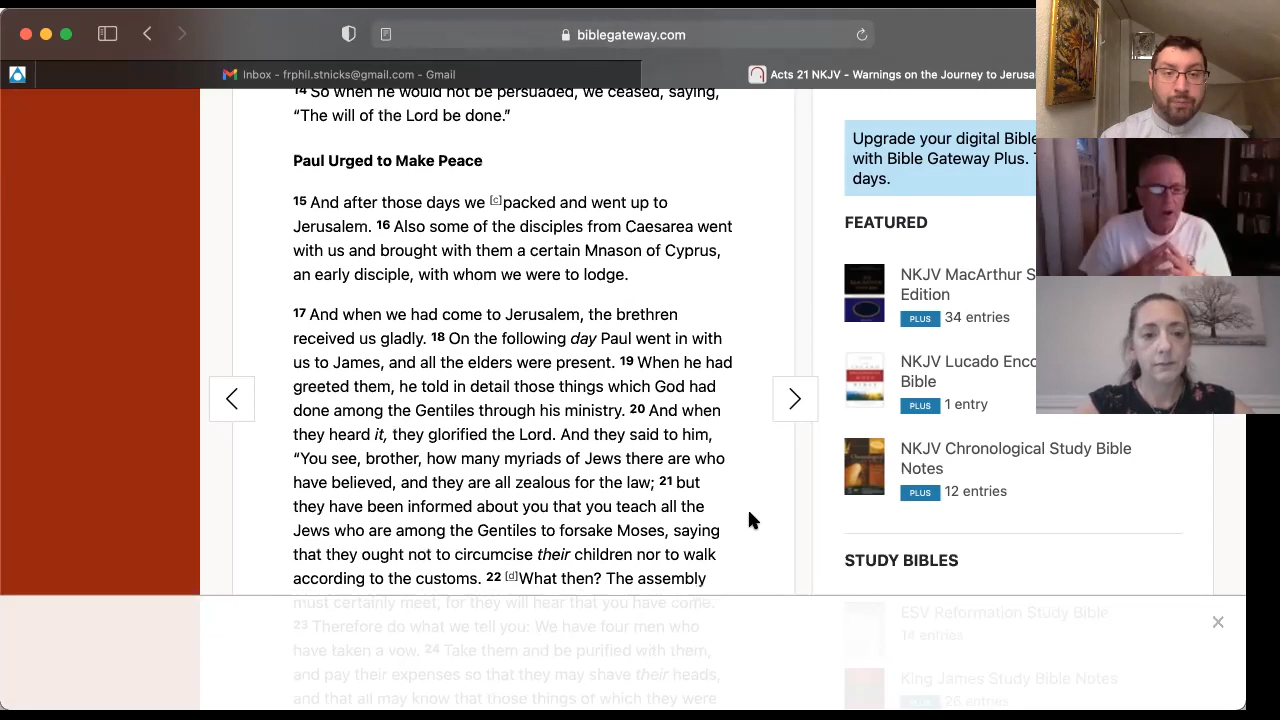 biblegateway.com
Inbox - frphil.stnicks@gmail.com - Gmail
Acts 21 NKJV - Warnings on the Journey to Jerusa
14 So when he would not be persuaded, we ceased, saying,
“The will of the Lord be done.”
Paul Urged to Make Peace
15 And after those days we [c]packed and went up to
Jerusalem. 16 Also some of the disciples from Caesarea went
with us and brought with them a certain Mnason of Cyprus,
an early disciple, with whom we were to lodge.
17 And when we had come to Jerusalem, the brethren
received us gladly. 18 On the following day Paul went in with
us to James, and all the elders were present. 19 When he had
greeted them, he told in detail those things which God had
done among the Gentiles through his ministry. 20 And when
they heard it, they glorified the Lord. And they said to him,
“You see, brother, how many myriads of Jews there are who
have believed, and they are all zealous for the law; 21 but
they have been informed about you that you teach all the
Jews who are among the Gentiles to forsake Moses, saying
that they ought not to circumcise their children nor to walk
according to the customs. 22 [d]What then? The assembly
must certainly meet, for they will hear that you have come.
23 Therefore do what we tell you: We have four men who
have taken a vow. 24 Take them and be purified with them,
and pay their expenses so that they may shave their heads,
and that all may know that those things of which they were
Upgrade your digital Bible
with Bible Gateway Plus.
days.
FEATURED
NKJV MacArthur S
Edition
PLUS 34 entries
NKJV Lucado Enco
Bible
PLUS 1 entry
NKJV Chronological Study Bible
Notes
PLUS 12 entries
STUDY BIBLES
ESV Reformation Study Bible
14 entries
King James Study Bible Notes
PLUS 26 entries